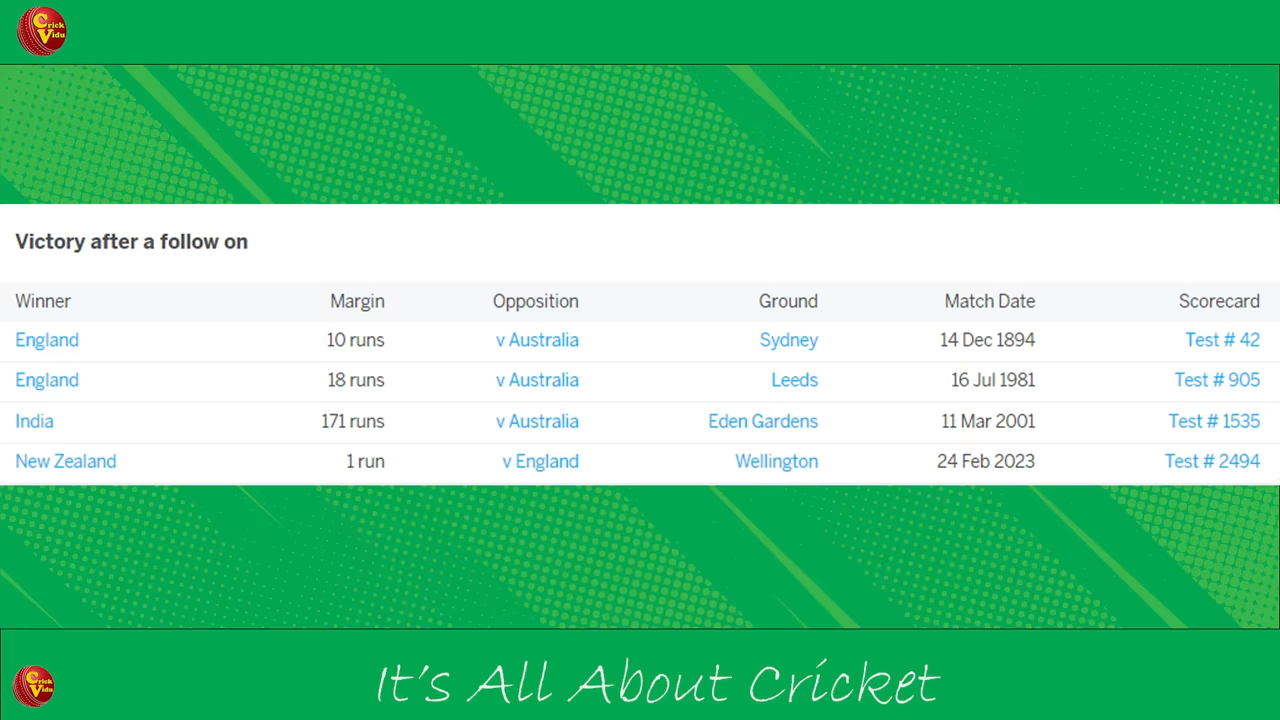 Crick
Vidu
Victory after a follow on
Winner Margin Opposition Ground Match Date Scorecard
England 10 runs v Australia Sydney 14 Dec 1894 Test # 42
England 18 runs v Australia Leeds 16 Jul 1981 Test # 905
India 171 runs v Australia Eden Gardens 11 Mar 2001 Test # 1535
New Zealand 1 run v England Wellington 24 Feb 2023 Test # 2494
Crick
Vidu
It's All About Cricket